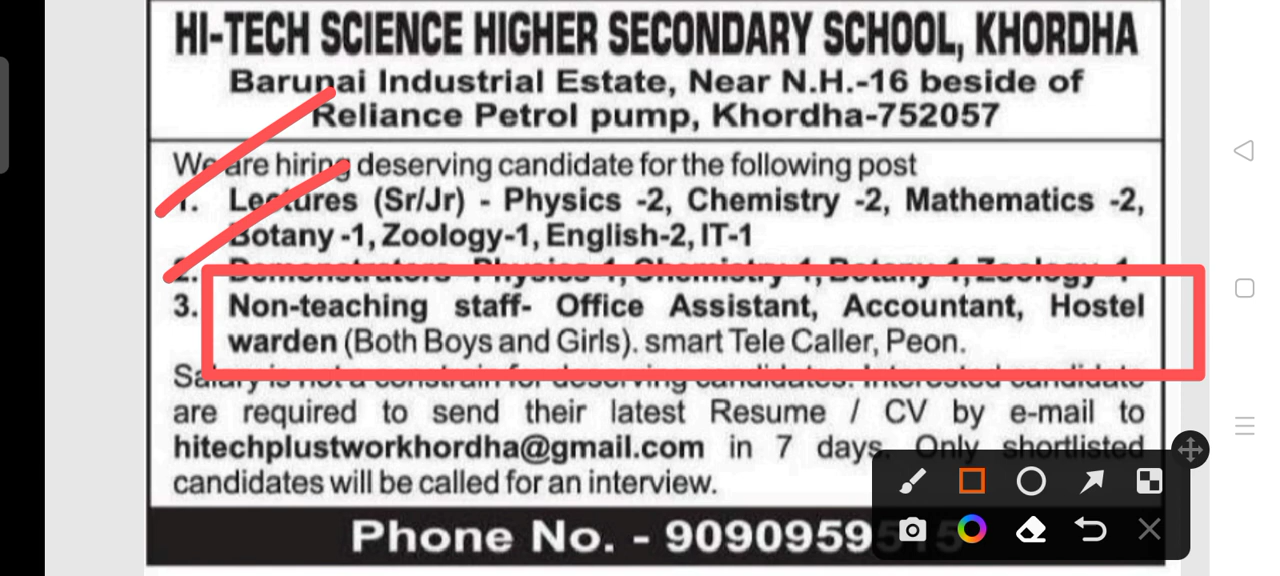 HI-TECH SCIENCE HIGHER SECONDARY SCHOOL, KHORDHA
Barunai Industrial Estate, Near N.H.-16 beside of
Reliance Petrol pump, Khordha-752057
We are hiring deserving candidate for the following post
1. Lectures (Sr/Jr) - Physics -2, Chemistry -2, Mathematics -2,
Botany -1, Zoology-1, English-2, IT-1
2. Demonstrators- Physics-1, Chemistry-1, Botany-1, Zoology-1
3. Non-teaching staff- Office Assistant, Accountant, Hostel
warden (Both Boys and Girls). smart Tele Caller, Peon.
Salary is not a constrain for deserving candidates. Interested candidate
are required to send their latest Resume / CV by e-mail to
hitechplustworkhordha@gmail.com in 7 days. Only shortlisted
candidates will be called for an interview.
Phone No. - 9090959